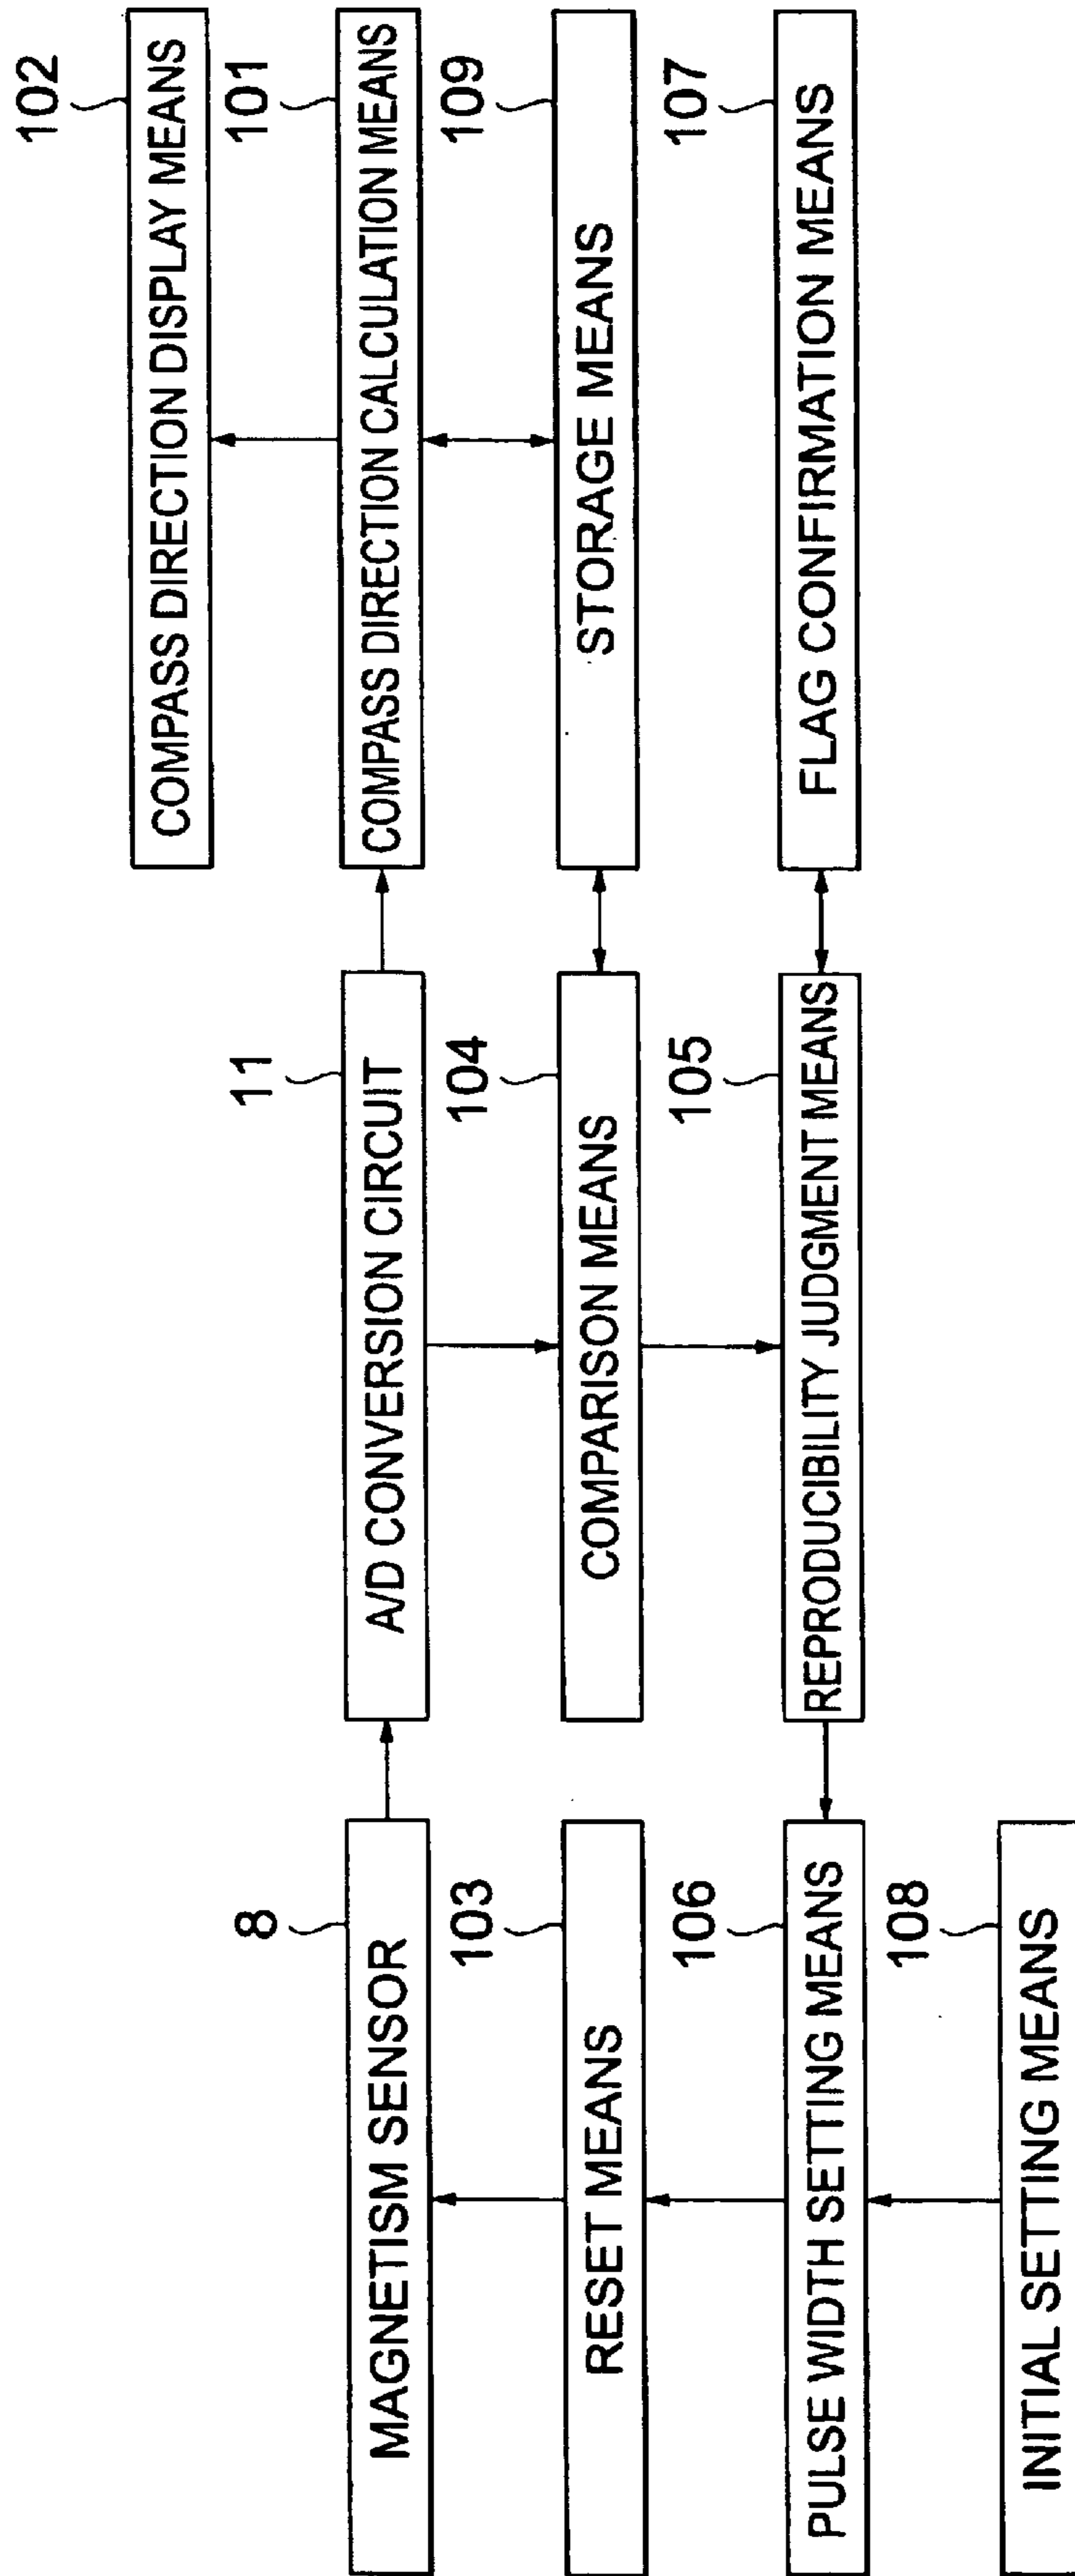 102
COMPASS DIRECTION DISPLAY MEANS
8
MAGNETISM SENSOR
11
A/D CONVERSION CIRCUIT
101
COMPASS DIRECTION CALCULATION MEANS
103
RESET MEANS
104
COMPARISON MEANS
109
STORAGE MEANS
106
PULSE WIDTH SETTING MEANS
105
REPRODUCIBILITY JUDGMENT MEANS
107
FLAG CONFIRMATION MEANS
108
INITIAL SETTING MEANS